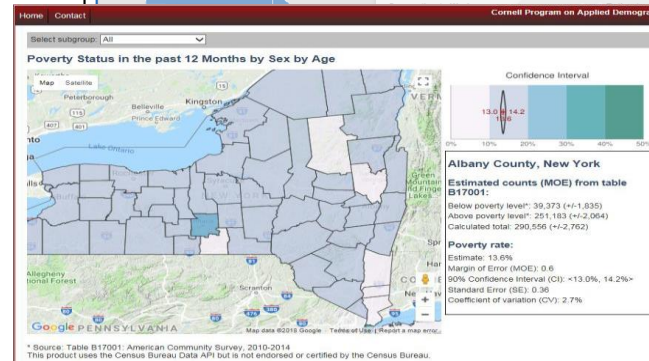 Home Contact
Cornell Program on Applied Demogra
Select subgroup: All
Poverty Status in the past 12 Months by Sex by Age
Map Satellite
Peterborough
Belleville
Kingston
Prince Edward
Lake Ontario
Green
Mountain
Lakes
Allegheny
Scranton
PENNSYLVANIA
Google
Map data ©2018 Google Terms of Use Report a map error
Confidence Interval
13.0 14.2
13.6
0% 10% 20% 30% 40% 50%
Albany County, New York
Estimated counts (MOE) from table
B17001:
Below poverty level*: 39,373 (+/-1,835)
Above poverty level*: 251,183 (+/-2,064)
Calculated total: 290,556 (+/-2,762)
Poverty rate:
Estimate: 13.6%
Margin of Error (MOE): 0.6
90% Confidence Interval (CI): <13.0%, 14.2%>
Standard Error (SE): 0.36
Coefficient of variation (CV): 2.7%
* Source: Table B17001: American Community Survey, 2010-2014
This product uses the Census Bureau Data API but is not endorsed or certified by the Census Bureau.